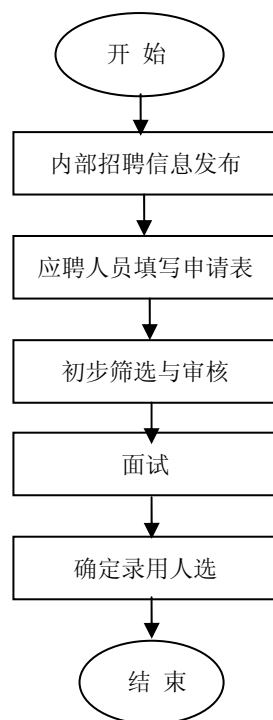 开 始
内部招聘信息发布
应聘人员填写申请表
初步筛选与审核
面试
确定录用人选
结 束